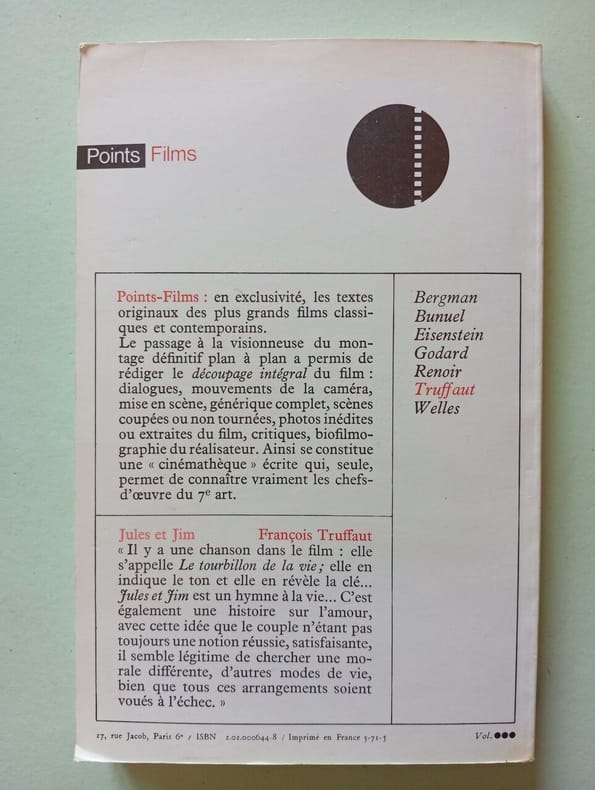 Points Films
Points-Films : en exclusivité, les textes
originaux des plus grands films classi-
ques et contemporains.
Le passage à la visionneuse du mon-
tage définitif plan à plan a permis de
rédiger le découpage intégral du film :
dialogues, mouvements de la caméra,
mise en scène, générique complet, scènes
coupées ou non tournées, photos inédites
ou extraites du film, critiques, biofilmo-
graphie du réalisateur. Ainsi se constitue
une « cinémathèque » écrite qui, seule,
permet de connaître vraiment les chefs-
d'œuvre du 7e art.
Bergman
Bunuel
Eisenstein
Godard
Renoir
Truffaut
Welles
Jules et Jim François Truffaut
« Il y a une chanson dans le film : elle
s'appelle Le tourbillon de la vie; elle en
indique le ton et elle en révèle la clé...
Jules et Jim est un hymne à la vie... C'est
également une histoire sur l'amour,
avec cette idée que le couple n'étant pas
toujours une notion réussie, satisfaisante,
il semble légitime de chercher une mo-
rale différente, d'autres modes de vie,
bien que tous ces arrangements soient
voués à l'échec. »
27, rue Jacob, Paris 6e / ISBN 2.02.000644-8 / Imprimé en France 5-71-5
Vol. ●●●